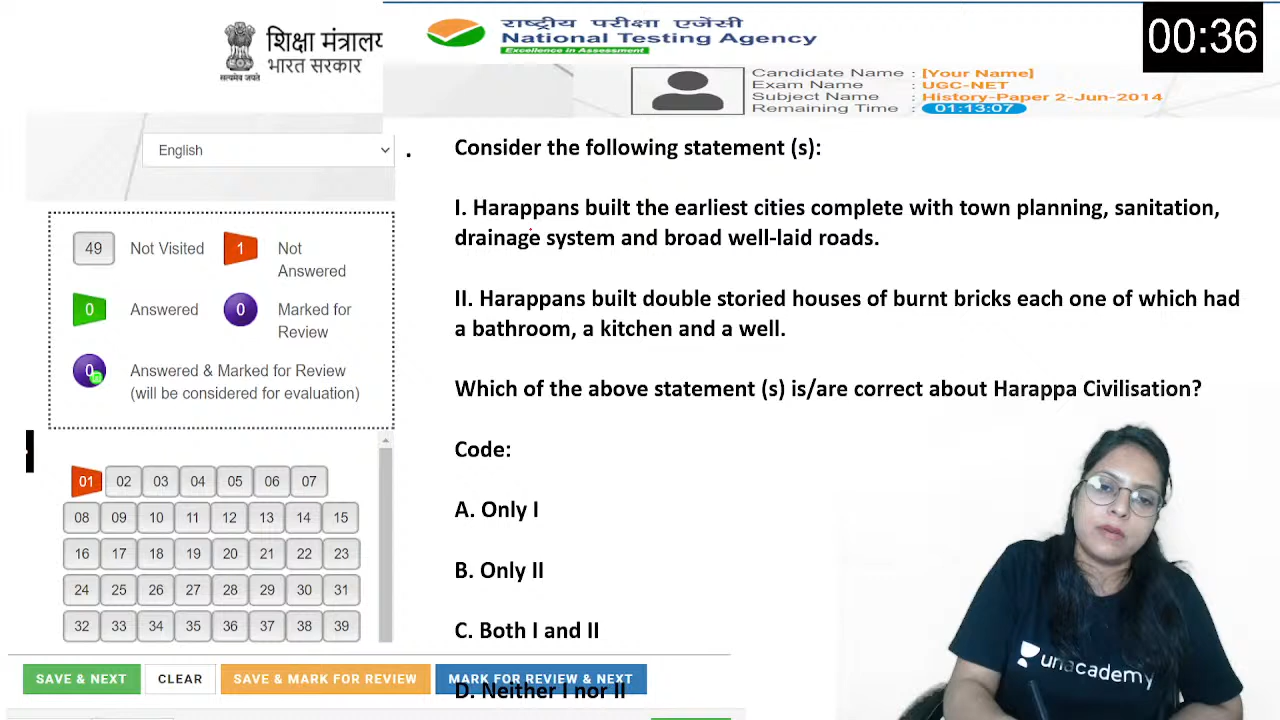 शिक्षा मंत्रालय
भारत सरकार
सत्यमेव जयते
राष्ट्रीय परीक्षा एजेंसी
National Testing Agency
Excellence in Assessment
00:36
Candidate Name : [Your Name]
Exam Name : UGC-NET
Subject Name : History-Paper 2-Jun-2014
Remaining Time : 01:13:07
English
49 Not Visited
1 Not Answered
0 Answered
0 Marked for Review
0 Answered & Marked for Review
(will be considered for evaluation)
01 02 03 04 05 06 07
08 09 10 11 12 13 14 15
16 17 18 19 20 21 22 23
24 25 26 27 28 29 30 31
32 33 34 35 36 37 38 39
SAVE & NEXT CLEAR SAVE & MARK FOR REVIEW MARK FOR REVIEW & NEXT
. Consider the following statement (s):
I. Harappans built the earliest cities complete with town planning, sanitation,
drainage system and broad well-laid roads.
II. Harappans built double storied houses of burnt bricks each one of which had
a bathroom, a kitchen and a well.
Which of the above statement (s) is/are correct about Harappa Civilisation?
Code:
A. Only I
B. Only II
C. Both I and II
D. Neither I nor II
unacademy